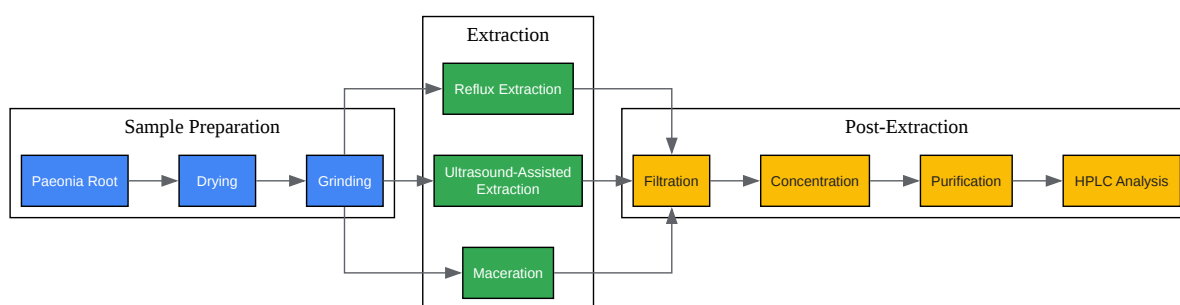 Extraction
Reflux Extraction
Sample Preparation
Post-Extraction
Paeonia Root
Drying
Grinding
Ultrasound-Assisted
Extraction
Filtration
Concentration
Purification
HPLC Analysis
Maceration